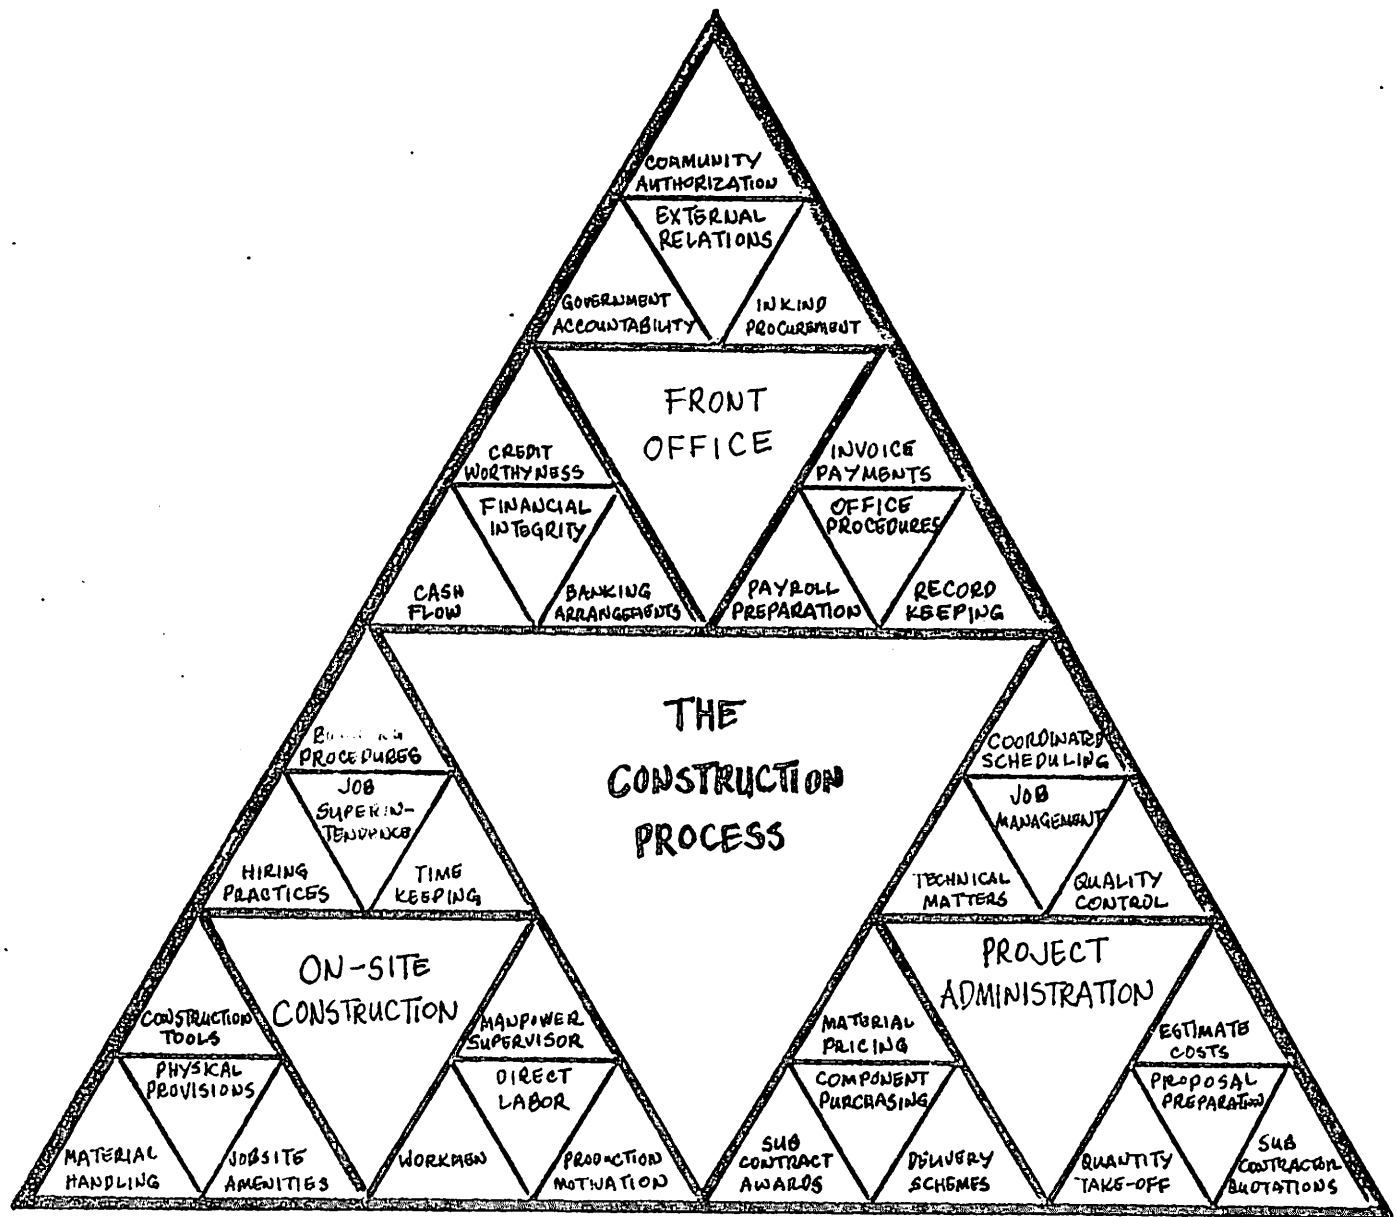 COMMUNITY
AUTHORIZATION
EXTERNAL
RELATIONS
GOVERNMENT
ACCOUNTABILITY
INKIND
PROCUREMENT
FRONT
OFFICE
CREDIT
WORTHYNESS
FINANCIAL
INTEGRITY
CASH
FLOW
BANKING
ARRANGEMENTS
INVOICE
PAYMENTS
OFFICE
PROCEDURES
PAYROLL
PREPARATION
RECORD
KEEPING
THE
CONSTRUCTION
PROCESS
PROCEDURES
JOB
SUPERIN-
TENDANCE
HIRING
PRACTICES
TIME
KEEPING
COORDINATED
SCHEDULING
JOB
MANAGEMENT
TECHNICAL
MATTERS
QUALITY
CONTROL
ON-SITE
CONSTRUCTION
CONSTRUCTION
TOOLS
PHYSICAL
PROVISIONS
MATERIAL
HANDLING
JOBSITE
AMENITIES
MANPOWER
SUPERVISOR
DIRECT
LABOR
WORKMEN
PRODUCTION
MOTIVATION
PROJECT
ADMINISTRATION
MATERIAL
PRICING
COMPONENT
PURCHASING
SUB
CONTRACT
AWARDS
DELIVERY
SCHEMES
ESTIMATE
COSTS
PROPOSAL
PREPARATION
QUANTITY
TAKE-OFF
SUB
CONTRACTOR
QUOTATIONS